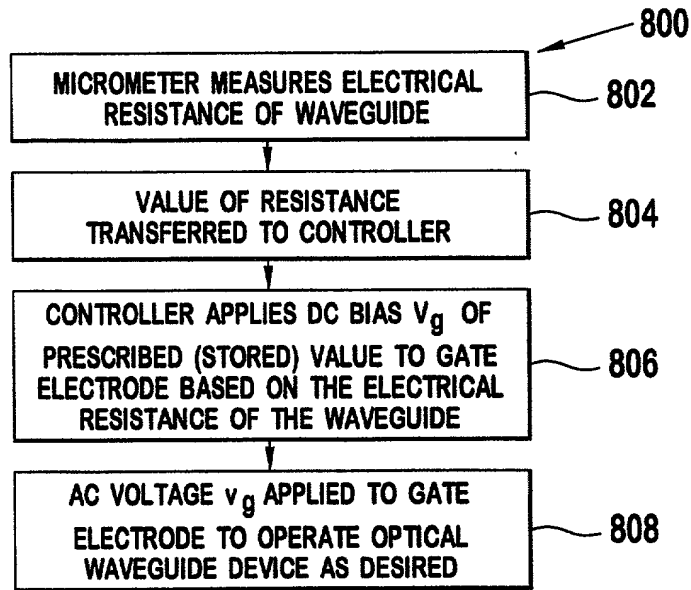 800
MICROMETER MEASURES ELECTRICAL
RESISTANCE OF WAVEGUIDE
802
VALUE OF RESISTANCE
TRANSFERRED TO CONTROLLER
804
CONTROLLER APPLIES DC BIAS Vg OF
PRESCRIBED (STORED) VALUE TO GATE
ELECTRODE BASED ON THE ELECTRICAL
RESISTANCE OF THE WAVEGUIDE
806
AC VOLTAGE vg APPLIED TO GATE
ELECTRODE TO OPERATE OPTICAL
WAVEGUIDE DEVICE AS DESIRED
808